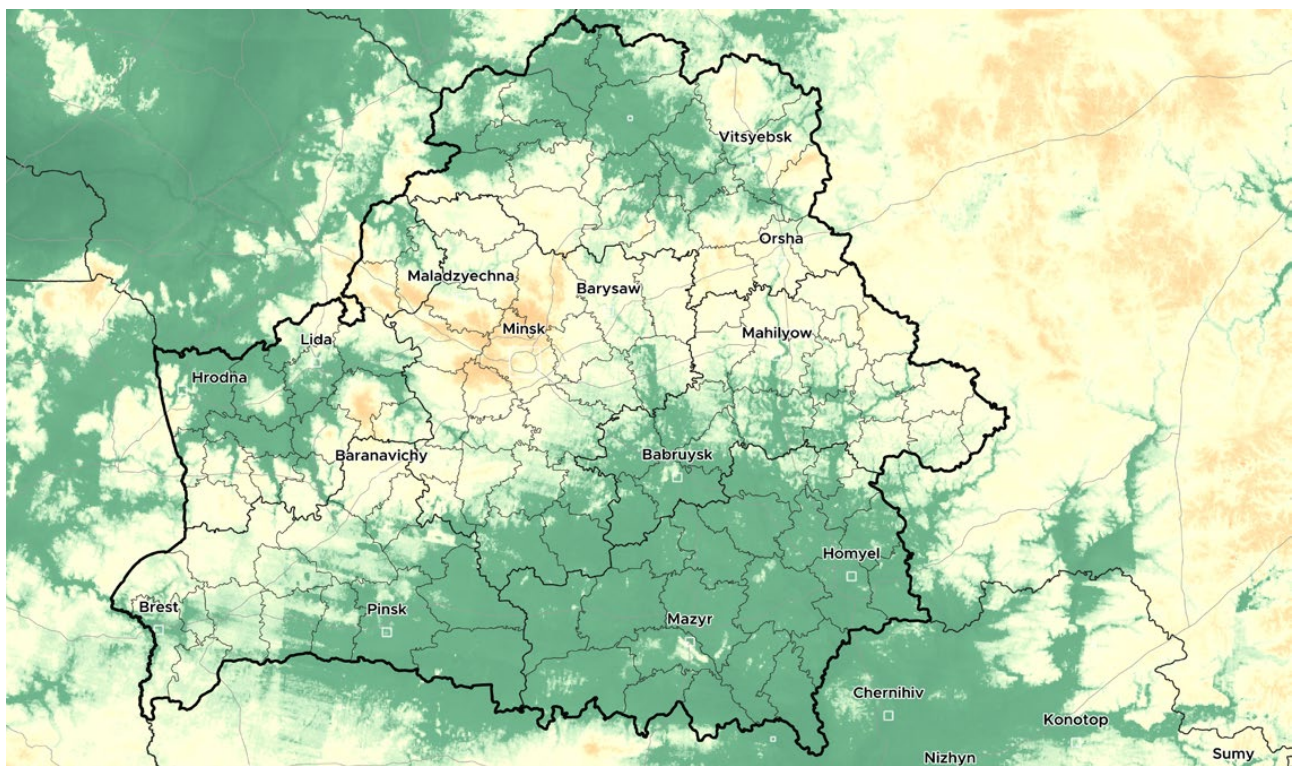 Vitsyebsk
Orsha
Maladzyechna
Barysaw
Minsk
Mahilyow
Lida
Hrodna
Baranavichy
Babruysk
Homyel
Brest
Pinsk
Mazyr
Chernihiv
Konotop
Nizhyn
Sumy